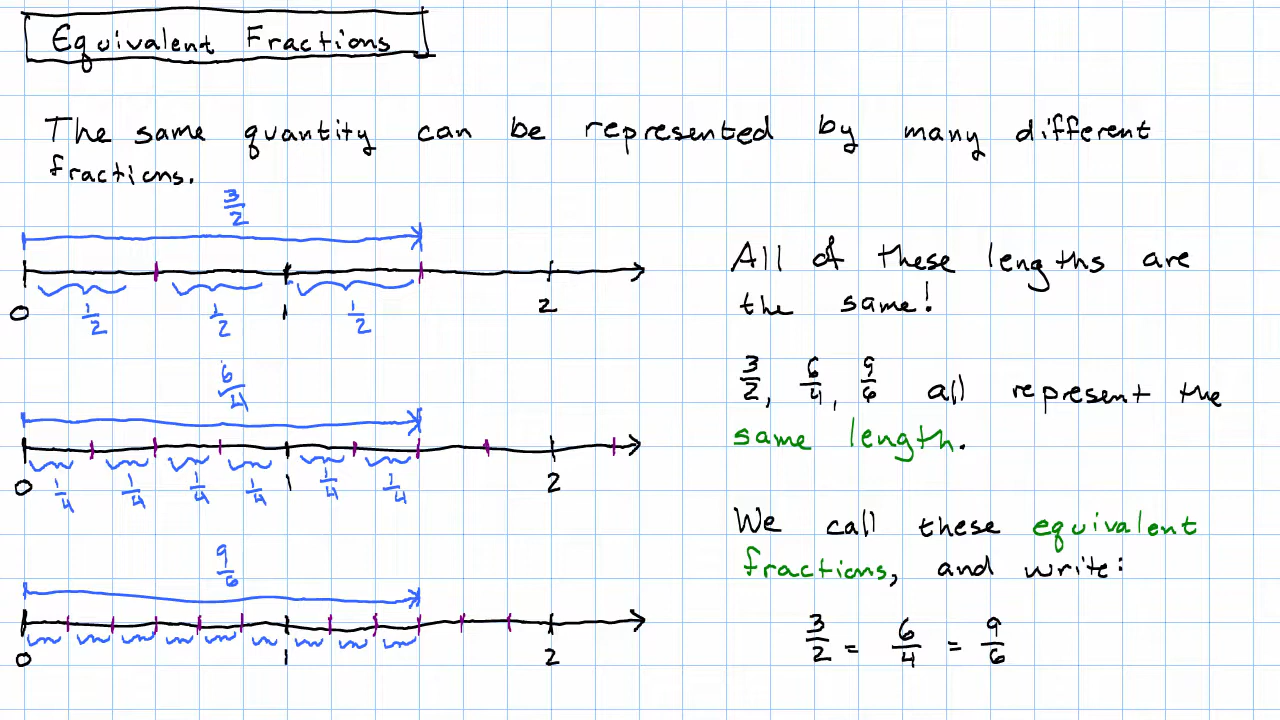 Equivalent Fractions
The same quantity can be represented by many different
fractions.
3/2
0 1/2 1/2 1 1/2 2
6/4
0 1/4 1/4 1/4 1/4 1 1/4 1/4 2
9/6
0 1 2
All of these lengths are
the same!
3/2, 6/4, 9/6 all represent the
same length.
We call these equivalent
fractions, and write:
3/2 = 6/4 = 9/6